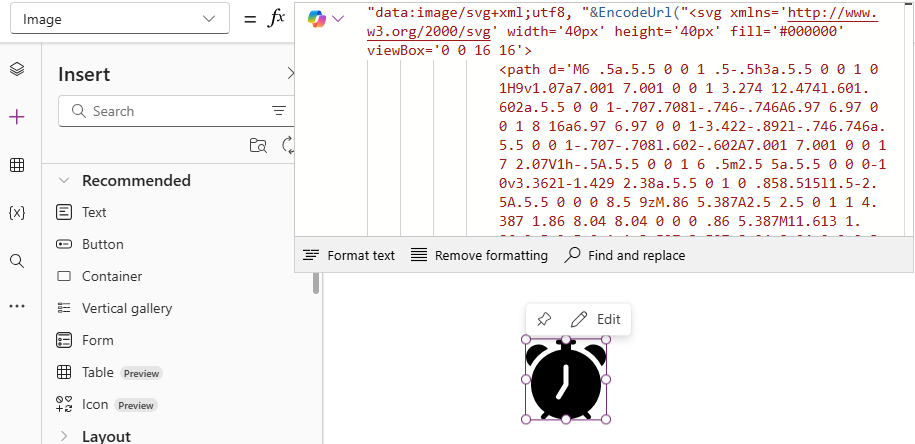 Image
= fx
"data:image/svg+xml;utf8, "&EncodeUrl("<svg xmlns='http://www.
w3.org/2000/svg' width='40px' height='40px' fill='#000000'
viewBox='0 0 16 16'>
<path d='M6 .5a.5.5 0 0 1 .5-.5h3a.5.5 0 0 1 0
1H9v1.07a7.001 7.001 0 0 1 3.274 12.474l.601.
602a.5.5 0 0 1-.707.708l-.746-.746A6.97 6.97 0
0 1 8 16a6.97 6.97 0 0 1-3.422-.892l-.746.746a.
5.5 0 0 1-.707-.708l.602-.602A7.001 7.001 0 0 1
7 2.07V1h-.5A.5.5 0 0 1 6 .5m2.5 5a.5.5 0 0 0-1
0v3.362l-1.429 2.38a.5.5 0 1 0 .858.515l1.5-2.
5A.5.5 0 0 0 8.5 9zM.86 5.387A2.5 2.5 0 1 1 4.
387 1.86 8.04 8.04 0 0 0 .86 5.387M11.613 1.
Format text
Remove formatting
Find and replace
Insert
Search
Recommended
Text
Button
Container
Vertical gallery
Form
Table Preview
Icon Preview
Layout
{x}
Edit